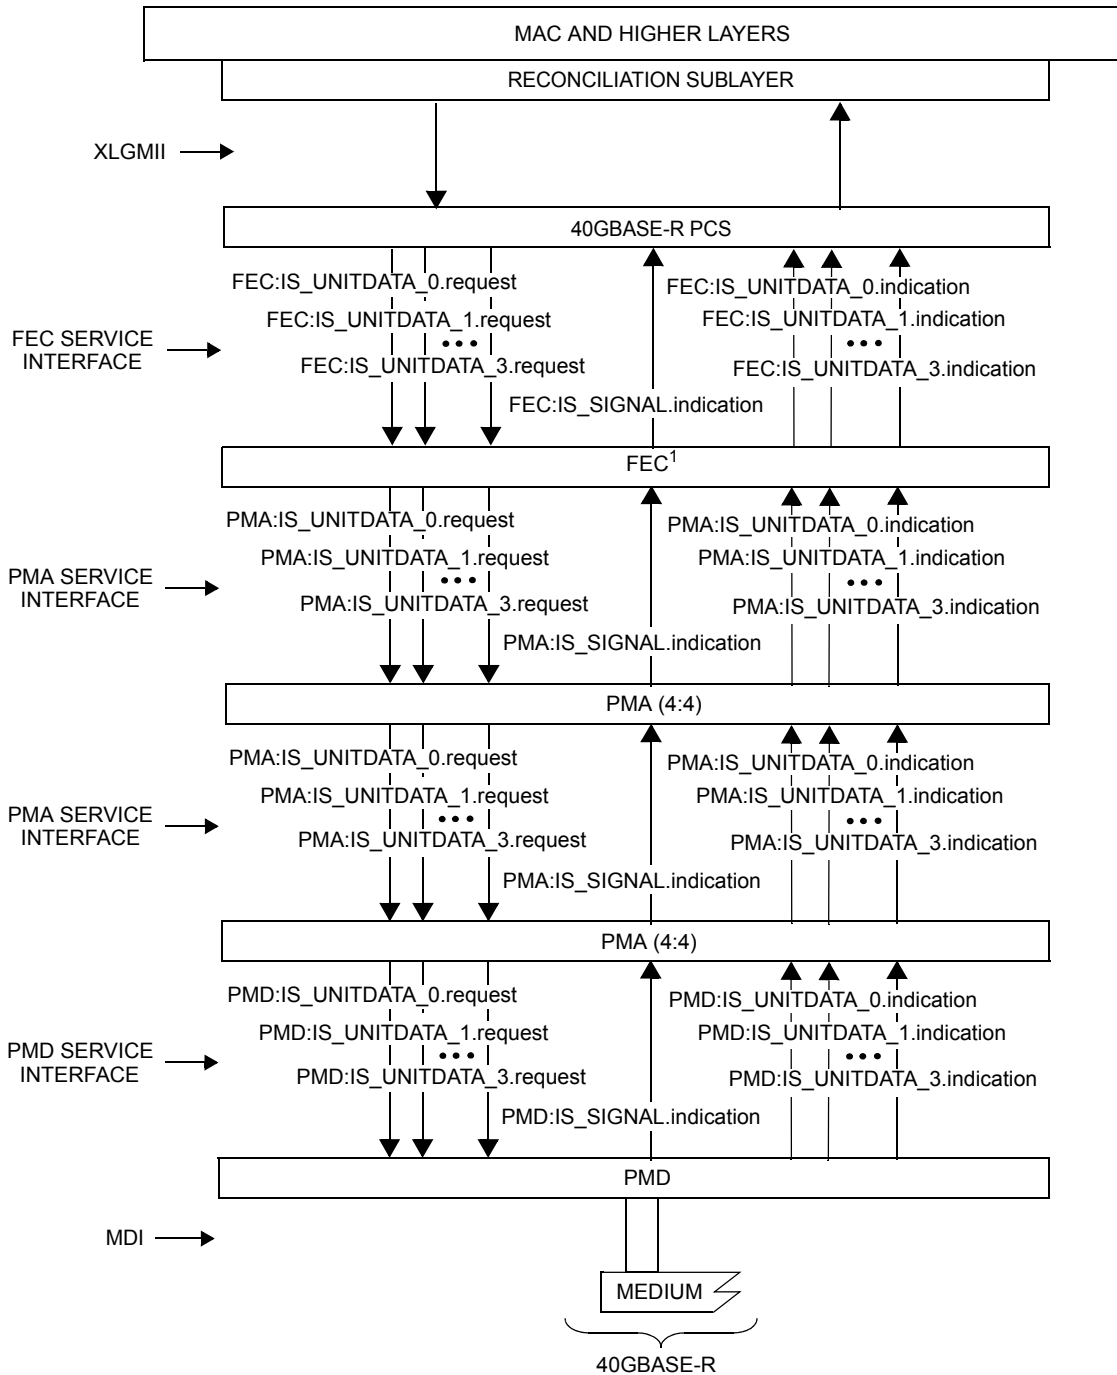 MAC AND HIGHER LAYERS
RECONCILIATION SUBLAYER
XLGMII
40GBASE-R PCS
FEC:IS_UNITDATA_0.request
FEC:IS_UNITDATA_0.indication
FEC:IS_UNITDATA_1.request
FEC:IS_UNITDATA_1.indication
FEC SERVICE
INTERFACE
FEC:IS_UNITDATA_3.request
FEC:IS_UNITDATA_3.indication
FEC:IS_SIGNAL.indication
FEC1
PMA:IS_UNITDATA_0.request
PMA:IS_UNITDATA_0.indication
PMA:IS_UNITDATA_1.request
PMA:IS_UNITDATA_1.indication
PMA SERVICE
INTERFACE
PMA:IS_UNITDATA_3.request
PMA:IS_UNITDATA_3.indication
PMA:IS_SIGNAL.indication
PMA (4:4)
PMA:IS_UNITDATA_0.request
PMA:IS_UNITDATA_0.indication
PMA:IS_UNITDATA_1.request
PMA:IS_UNITDATA_1.indication
PMA SERVICE
INTERFACE
PMA:IS_UNITDATA_3.request
PMA:IS_UNITDATA_3.indication
PMA:IS_SIGNAL.indication
PMA (4:4)
PMD:IS_UNITDATA_0.request
PMD:IS_UNITDATA_0.indication
PMD:IS_UNITDATA_1.request
PMD:IS_UNITDATA_1.indication
PMD SERVICE
INTERFACE
PMD:IS_UNITDATA_3.request
PMD:IS_UNITDATA_3.indication
PMD:IS_SIGNAL.indication
PMD
MDI
MEDIUM
40GBASE-R